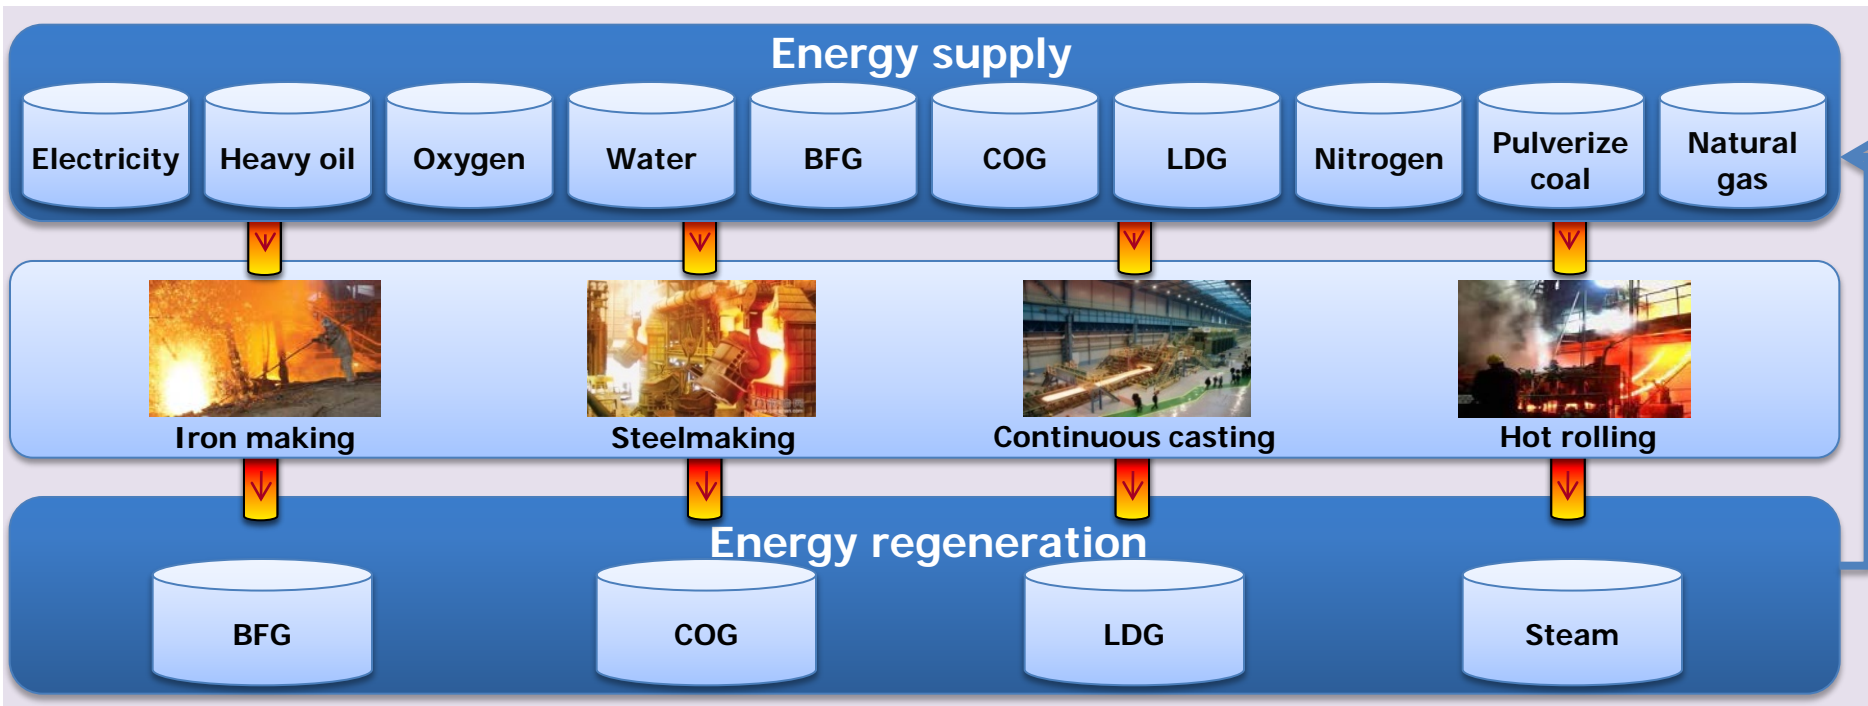 Energy supply
Electricity
Heavy oil
Oxygen
Water
BFG
COG
LDG
Nitrogen
Pulverize
coal
Natural
gas
Iron making
Steelmaking
Continuous casting
Hot rolling
Energy regeneration
BFG
COG
LDG
Steam